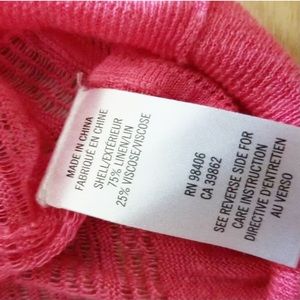 MADE IN CHINA
FABRIQUÉ EN CHINE
SHELL/EXTÉRIEUR
75% LINEN/LIN
25% VISCOSE/VISCOSE
RN 98406
CA 39862
SEE REVERSE SIDE FOR
CARE INSTRUCTION
DIRECTIVE D'ENTRETIEN
AU VERSO